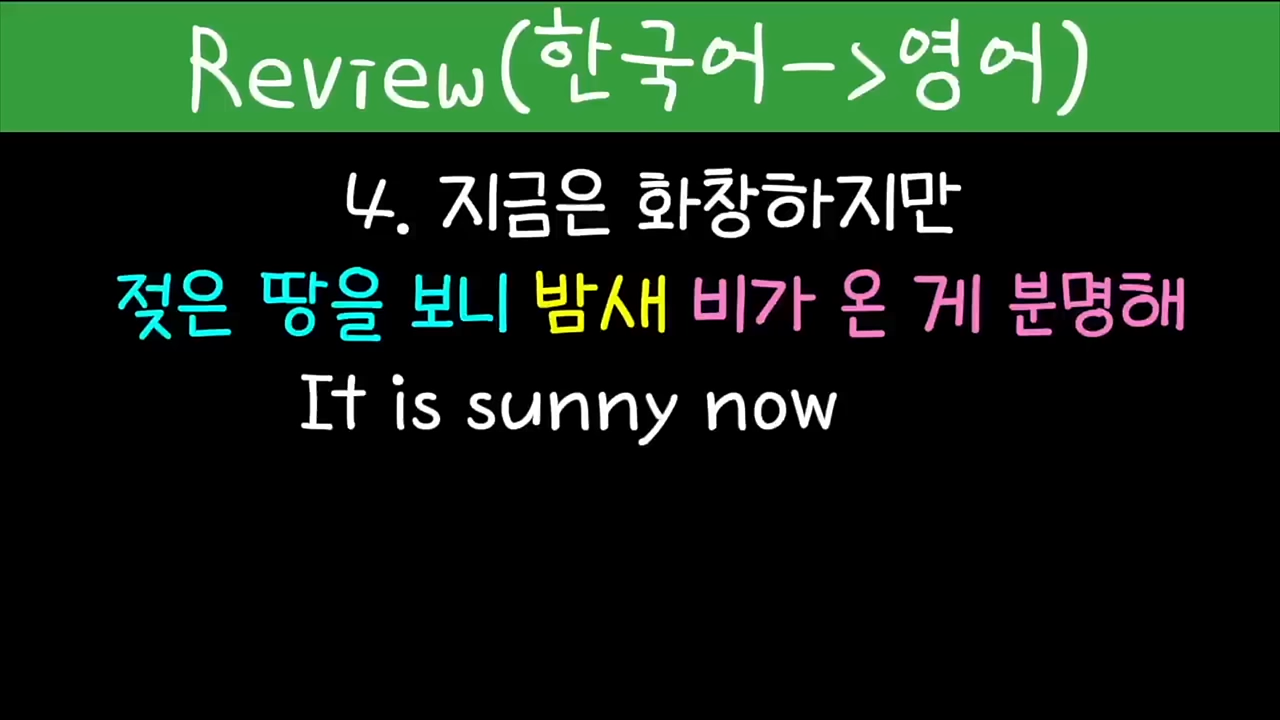 Review(한국어->영어)
4. 지금은 화창하지만
젖은 땅을 보니 밤새 비가 온 게 분명해
It is sunny now